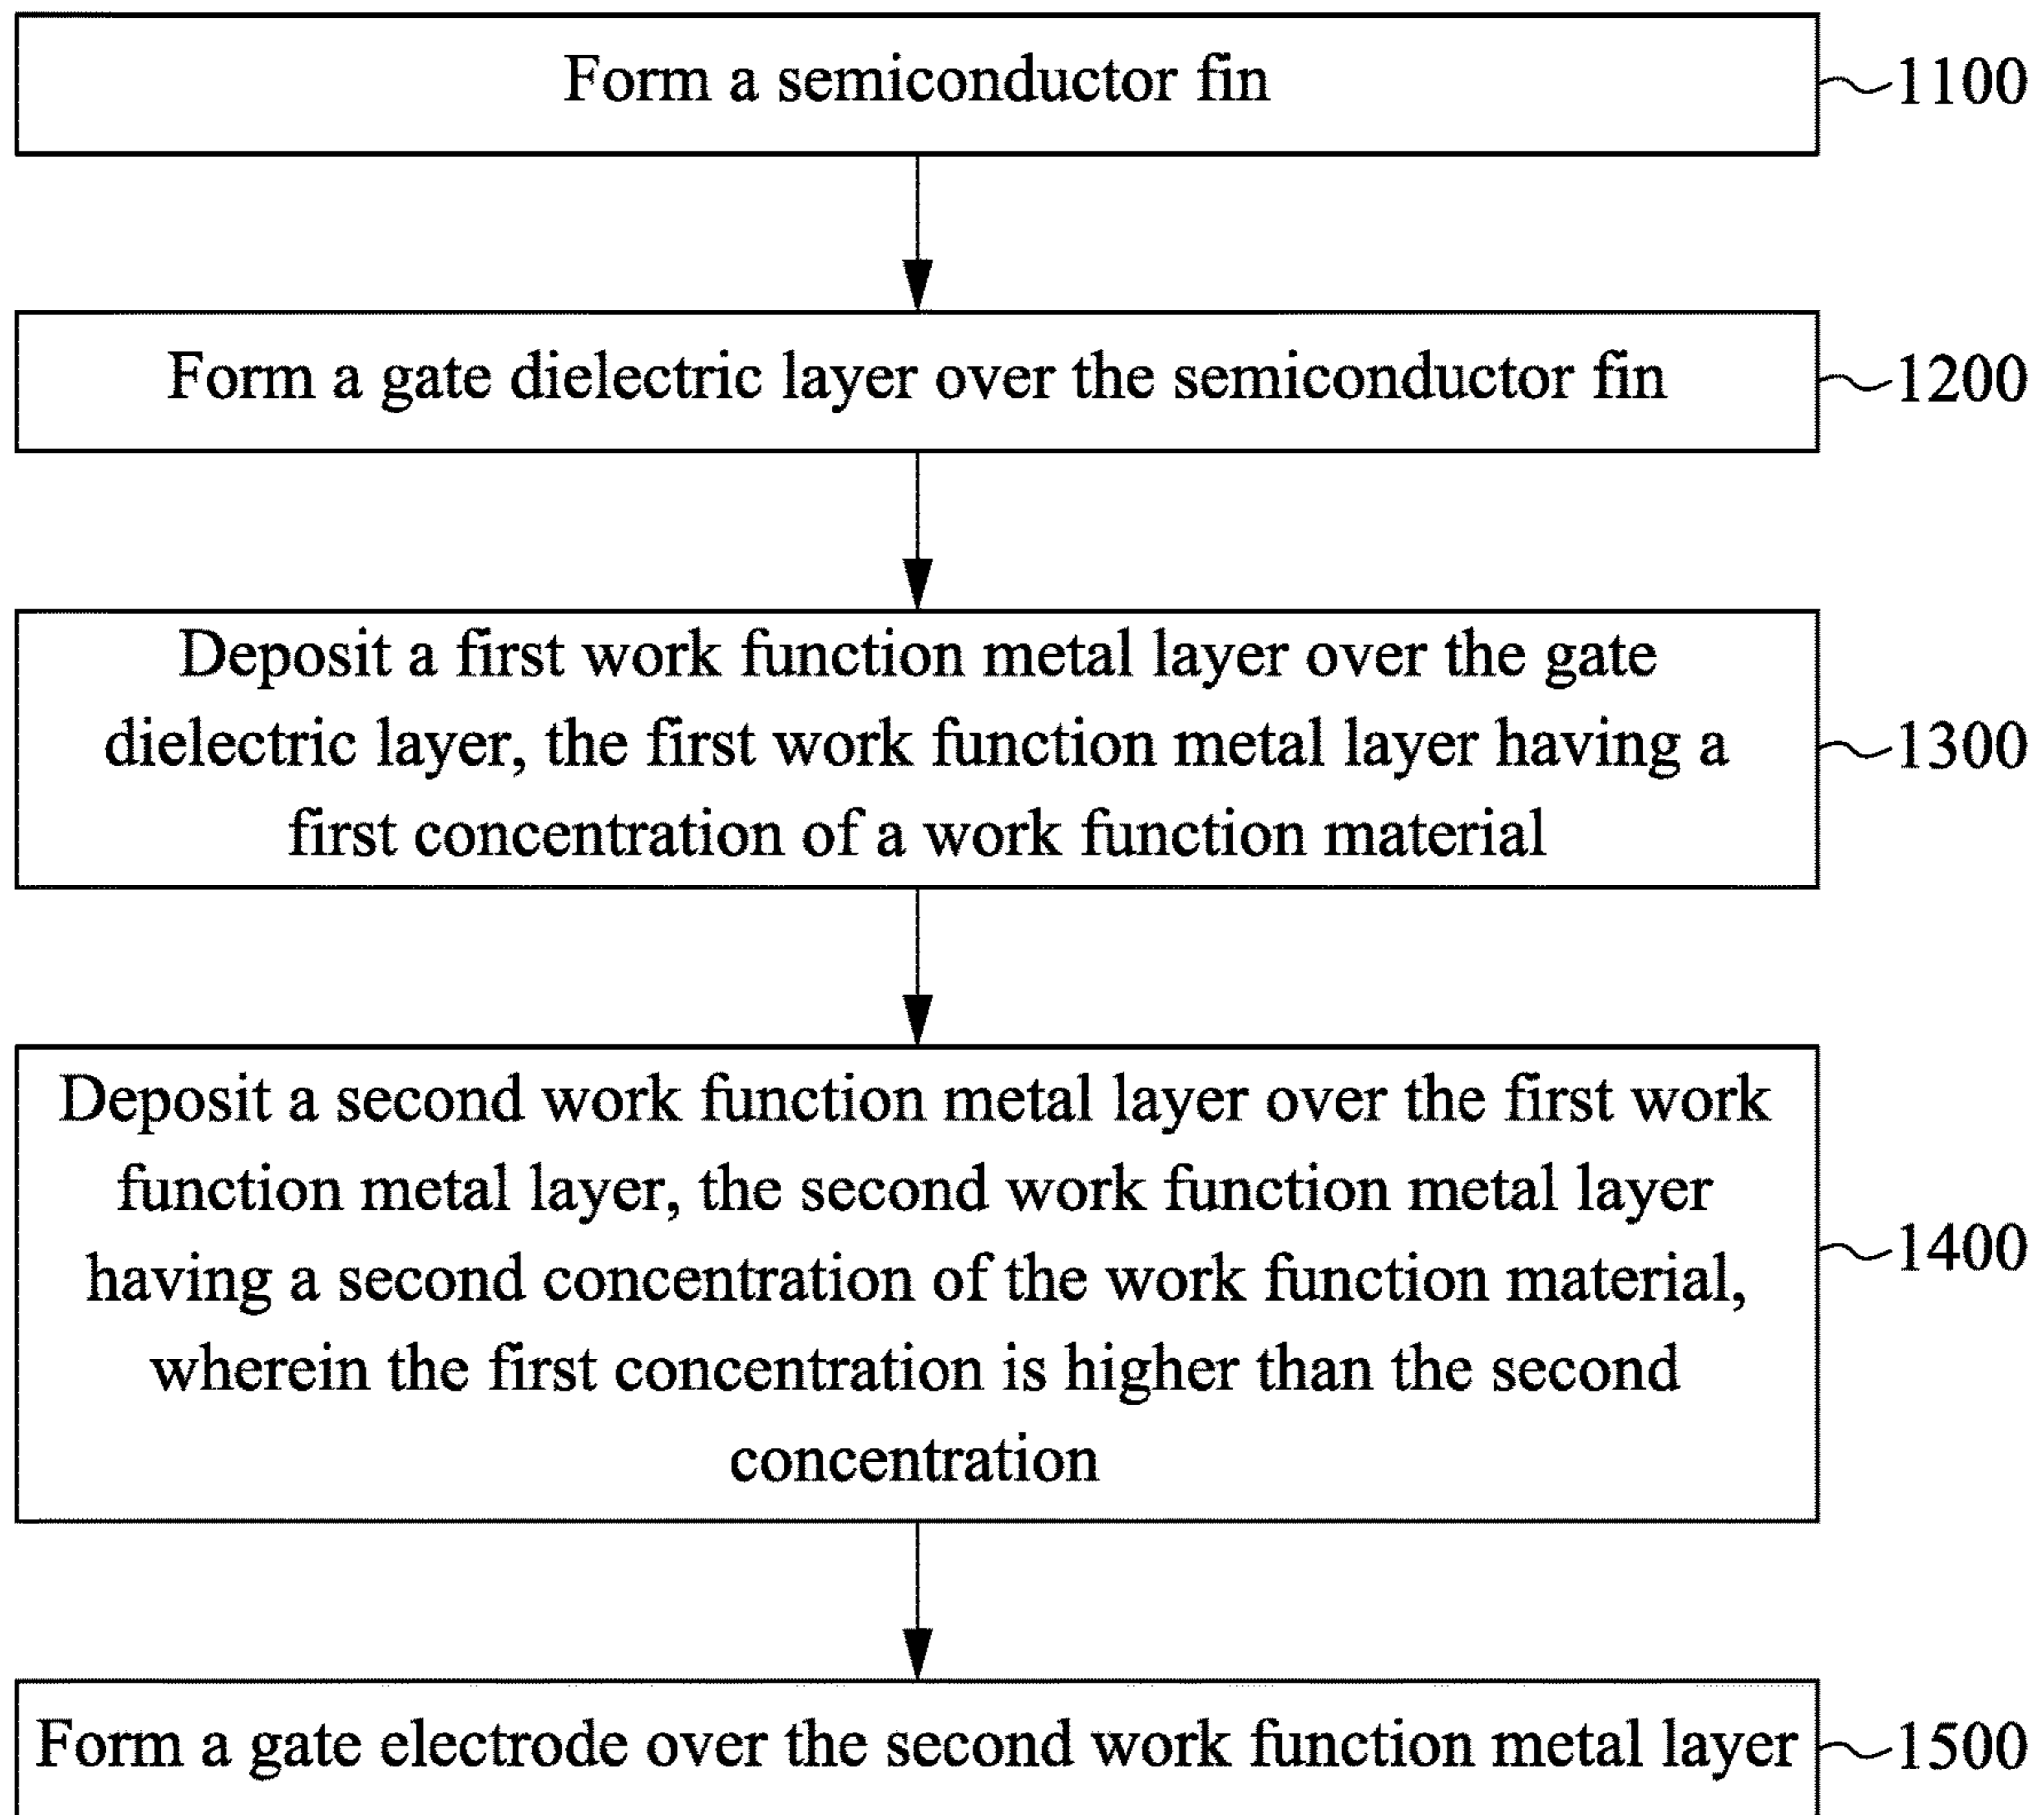 Form a semiconductor fin
1100
Form a gate dielectric layer over the semiconductor fin
1200
Deposit a first work function metal layer over the gate
dielectric layer, the first work function metal layer having a
first concentration of a work function material
1300
Deposit a second work function metal layer over the first work
function metal layer, the second work function metal layer
having a second concentration of the work function material,
wherein the first concentration is higher than the second
concentration
1400
Form a gate electrode over the second work function metal layer
1500